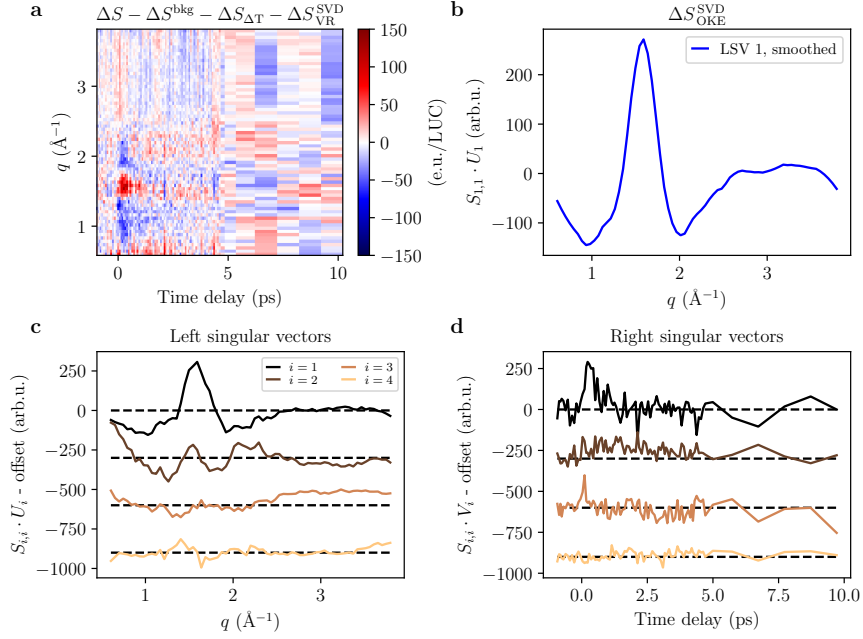 a
ΔS − ΔS^bkg − ΔS_ΔT − ΔS_VR^SVD
3
2
1
q (Å⁻¹)
0
5
10
Time delay (ps)
150
100
50
0
−50
−100
−150
(e.u./LUC)
b
ΔS_OKE^SVD
LSV 1, smoothed
200
100
0
−100
S₁,₁ · U₁ (arb.u.)
1
2
3
q (Å⁻¹)
c
Left singular vectors
i = 1
i = 2
i = 3
i = 4
250
0
−250
−500
−750
−1000
S_i,i · U_i - offset (arb.u.)
1
2
3
q (Å⁻¹)
d
Right singular vectors
250
0
−250
−500
−750
−1000
S_i,i · V_i - offset (arb.u.)
0.0
2.5
5.0
7.5
10.0
Time delay (ps)